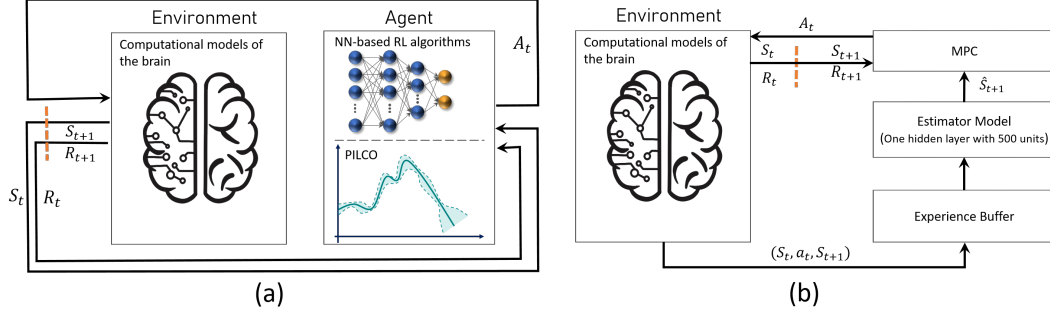 Environment
Agent
Computational models of
the brain
NN-based RL algorithms
PILCO
A_t
S_{t+1}
R_{t+1}
S_t
R_t
(a)
Environment
Computational models of
the brain
A_t
S_t
S_{t+1}
R_t
R_{t+1}
MPC
Ŝ_{t+1}
Estimator Model
(One hidden layer with 500 units)
Experience Buffer
(S_t, a_t, S_{t+1})
(b)